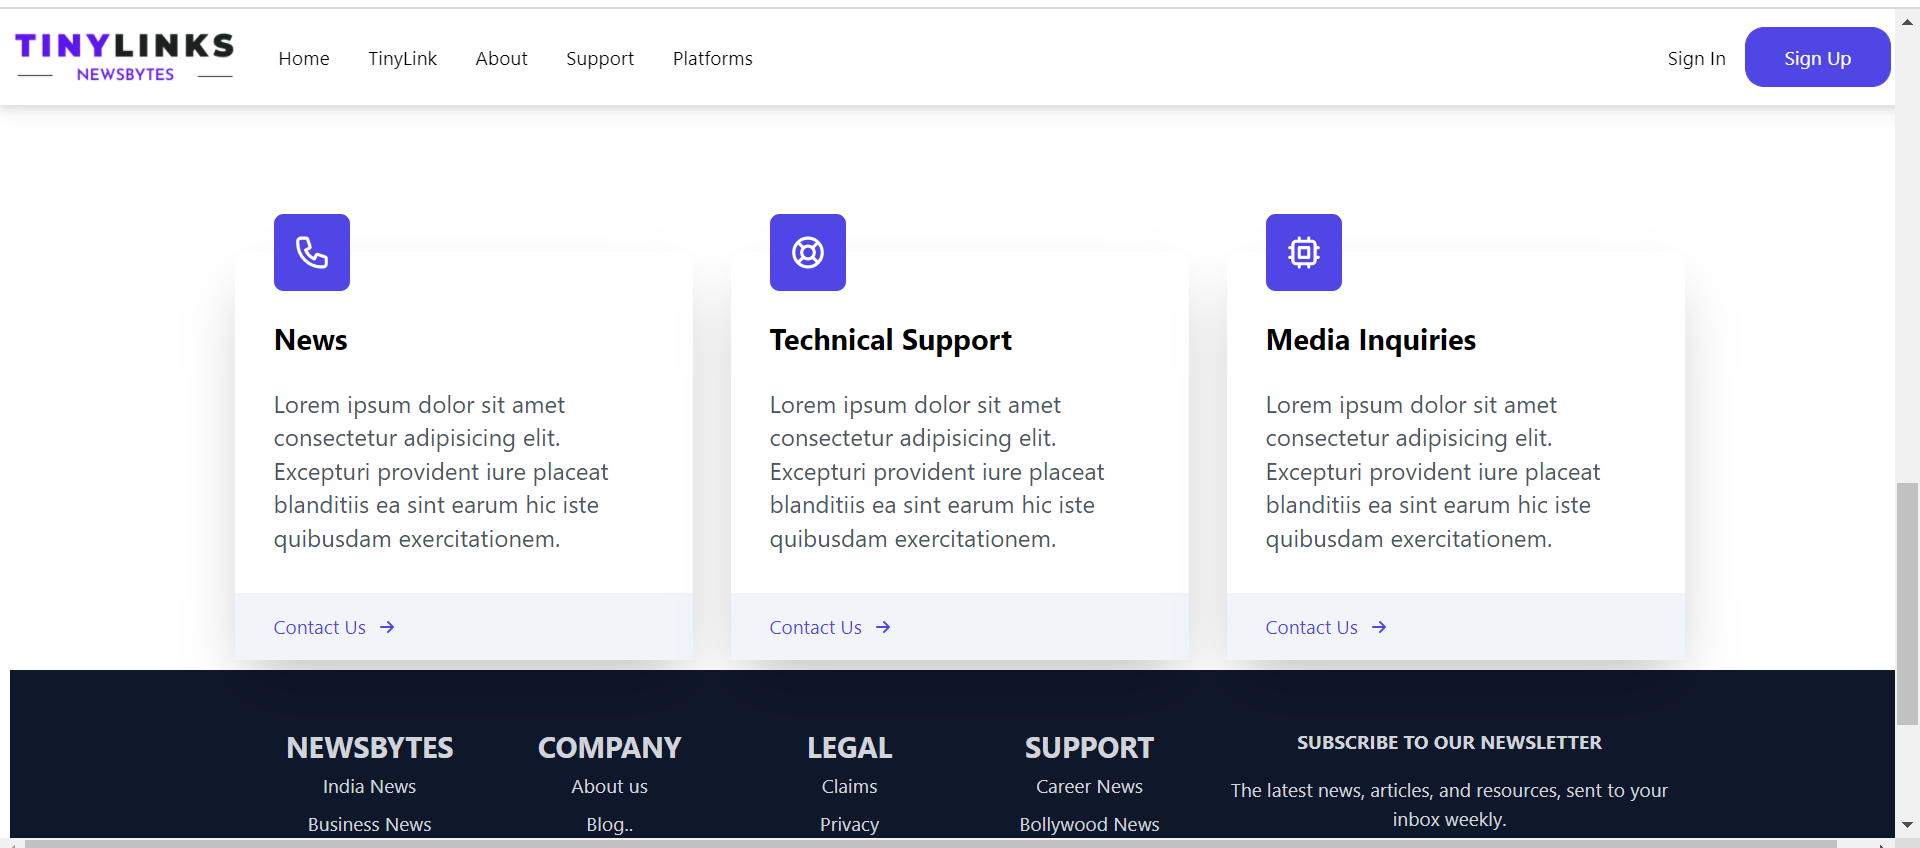 TINYLINKS
NEWSBYTES
Home
TinyLink
About
Support
Platforms
Sign In
Sign Up
News
Lorem ipsum dolor sit amet
consectetur adipisicing elit.
Excepturi provident iure placeat
blanditiis ea sint earum hic iste
quibusdam exercitationem.
Contact Us
Technical Support
Lorem ipsum dolor sit amet
consectetur adipisicing elit.
Excepturi provident iure placeat
blanditiis ea sint earum hic iste
quibusdam exercitationem.
Contact Us
Media Inquiries
Lorem ipsum dolor sit amet
consectetur adipisicing elit.
Excepturi provident iure placeat
blanditiis ea sint earum hic iste
quibusdam exercitationem.
Contact Us
NEWSBYTES
India News
Business News
COMPANY
About us
Blog..
LEGAL
Claims
Privacy
SUPPORT
Career News
Bollywood News
SUBSCRIBE TO OUR NEWSLETTER
The latest news, articles, and resources, sent to your
inbox weekly.